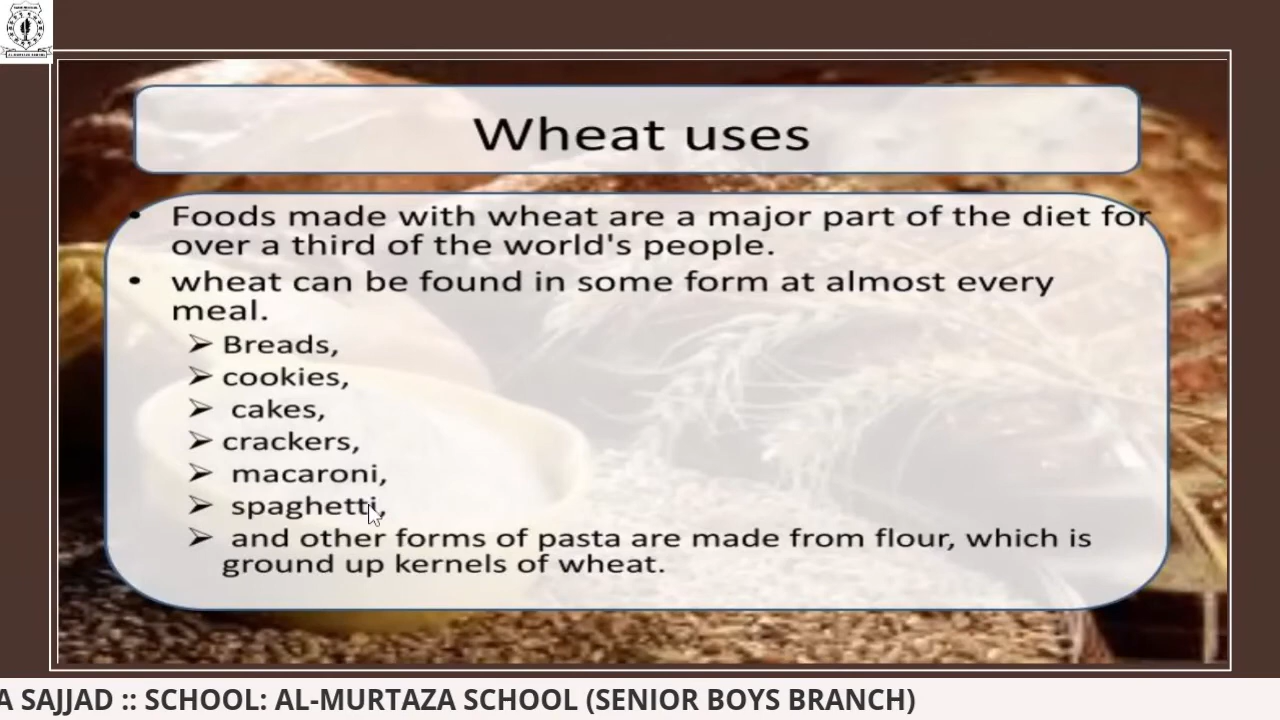 Wheat uses
• Foods made with wheat are a major part of the diet for
over a third of the world's people.
• wheat can be found in some form at almost every
meal.
➢ Breads,
➢ cookies,
➢ cakes,
➢ crackers,
➢ macaroni,
➢ spaghetti,
➢ and other forms of pasta are made from flour, which is
ground up kernels of wheat.
A SAJJAD :: SCHOOL: AL-MURTAZA SCHOOL (SENIOR BOYS BRANCH)